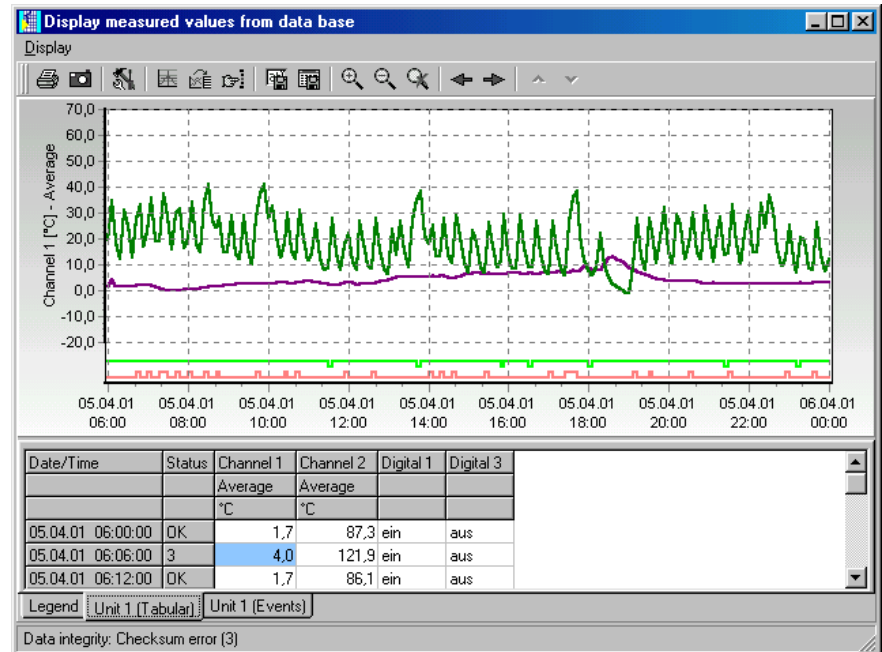 Display measured values from data base
Display
Channel 1 [°C] - Average
70,0
60,0
50,0
40,0
30,0
20,0
10,0
0,0
-10,0
-20,0
05.04.01 05.04.01 05.04.01 05.04.01 05.04.01 05.04.01 05.04.01 05.04.01 05.04.01 06.04.01
06:00 08:00 10:00 12:00 14:00 16:00 18:00 20:00 22:00 00:00
Date/Time Status Channel 1 Channel 2 Digital 1 Digital 3
Average Average
°C °C
05.04.01 06:00:00 OK 1,7 87,3 ein aus
05.04.01 06:06:00 3 4,0 121,9 ein aus
05.04.01 06:12:00 OK 1,7 86,1 ein aus
Legend Unit 1 (Tabular) Unit 1 (Events)
Data integrity: Checksum error (3)